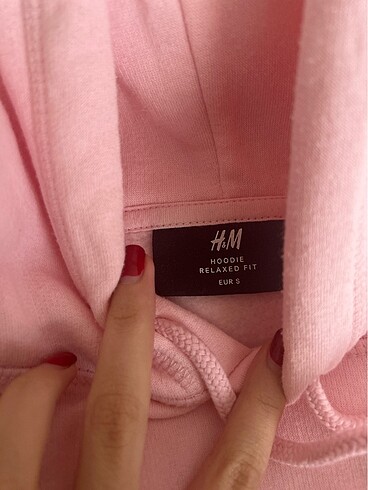 H&M
HOODIE
RELAXED FIT
EUR S